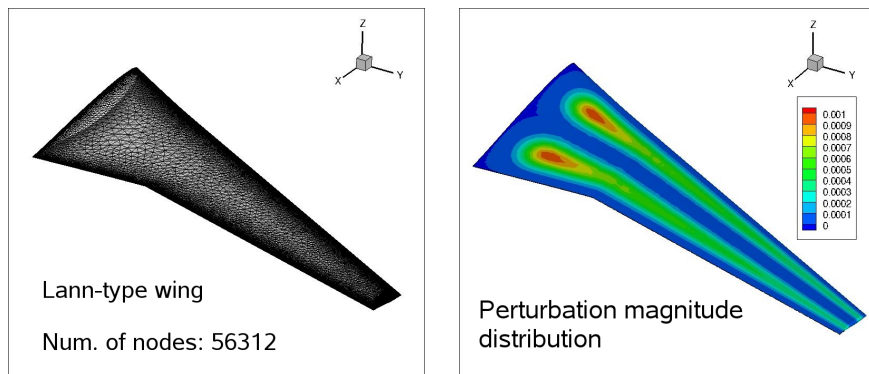 Z
X
Y
Lann-type wing
Num. of nodes: 56312
Z
X
Y
0.001
0.0009
0.0008
0.0007
0.0006
0.0005
0.0004
0.0003
0.0002
0.0001
0
Perturbation magnitude
distribution